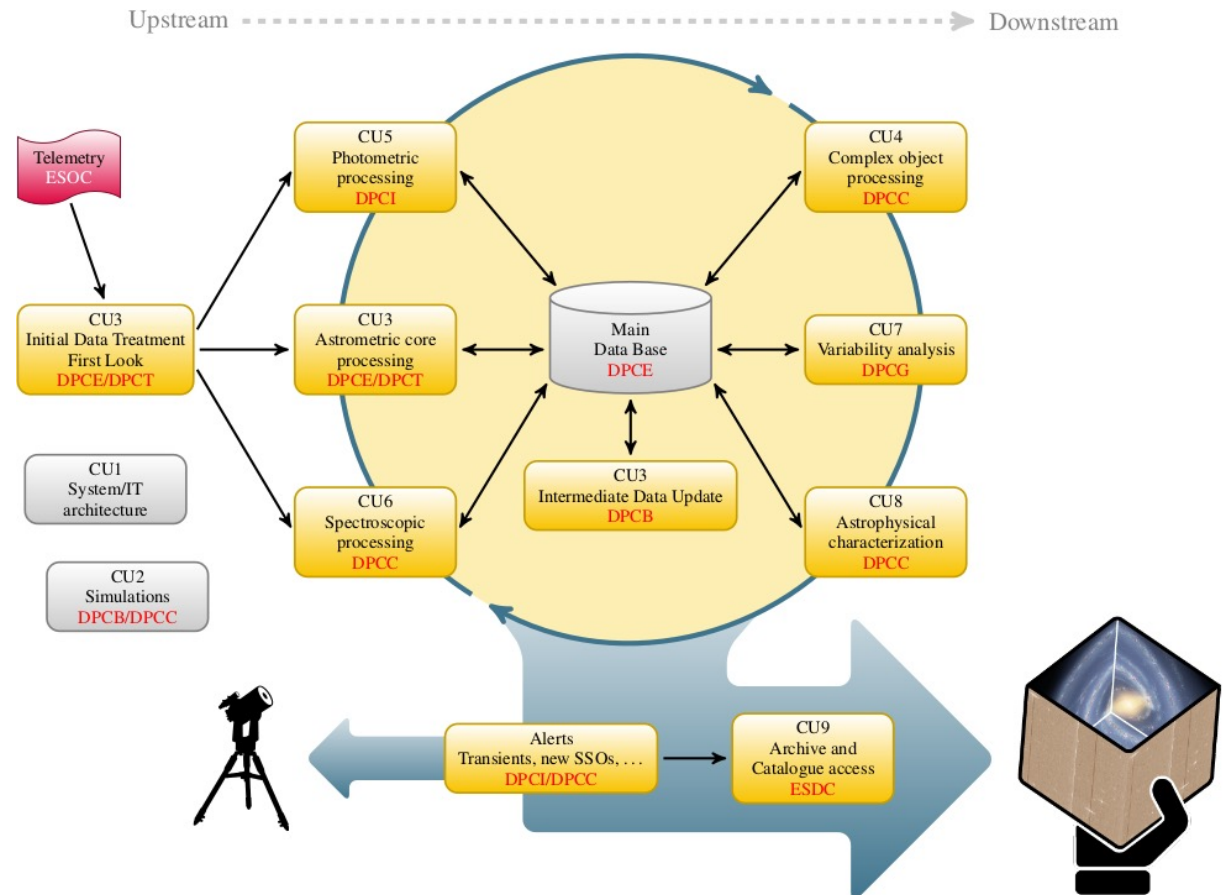 Upstream
Downstream
Telemetry
ESOC
CU5
Photometric
processing
DPCI
CU4
Complex object
processing
DPCC
CU3
Initial Data Treatment
First Look
DPCE/DPCT
CU3
Astrometric core
processing
DPCE/DPCT
Main
Data Base
DPCE
CU7
Variability analysis
DPCG
CU1
System/IT
architecture
CU6
Spectroscopic
processing
DPCC
CU3
Intermediate Data Update
DPCB
CU8
Astrophysical
characterization
DPCC
CU2
Simulations
DPCB/DPCC
Alerts
Transients, new SSOs, . . .
DPCI/DPCC
CU9
Archive and
Catalogue access
ESDC